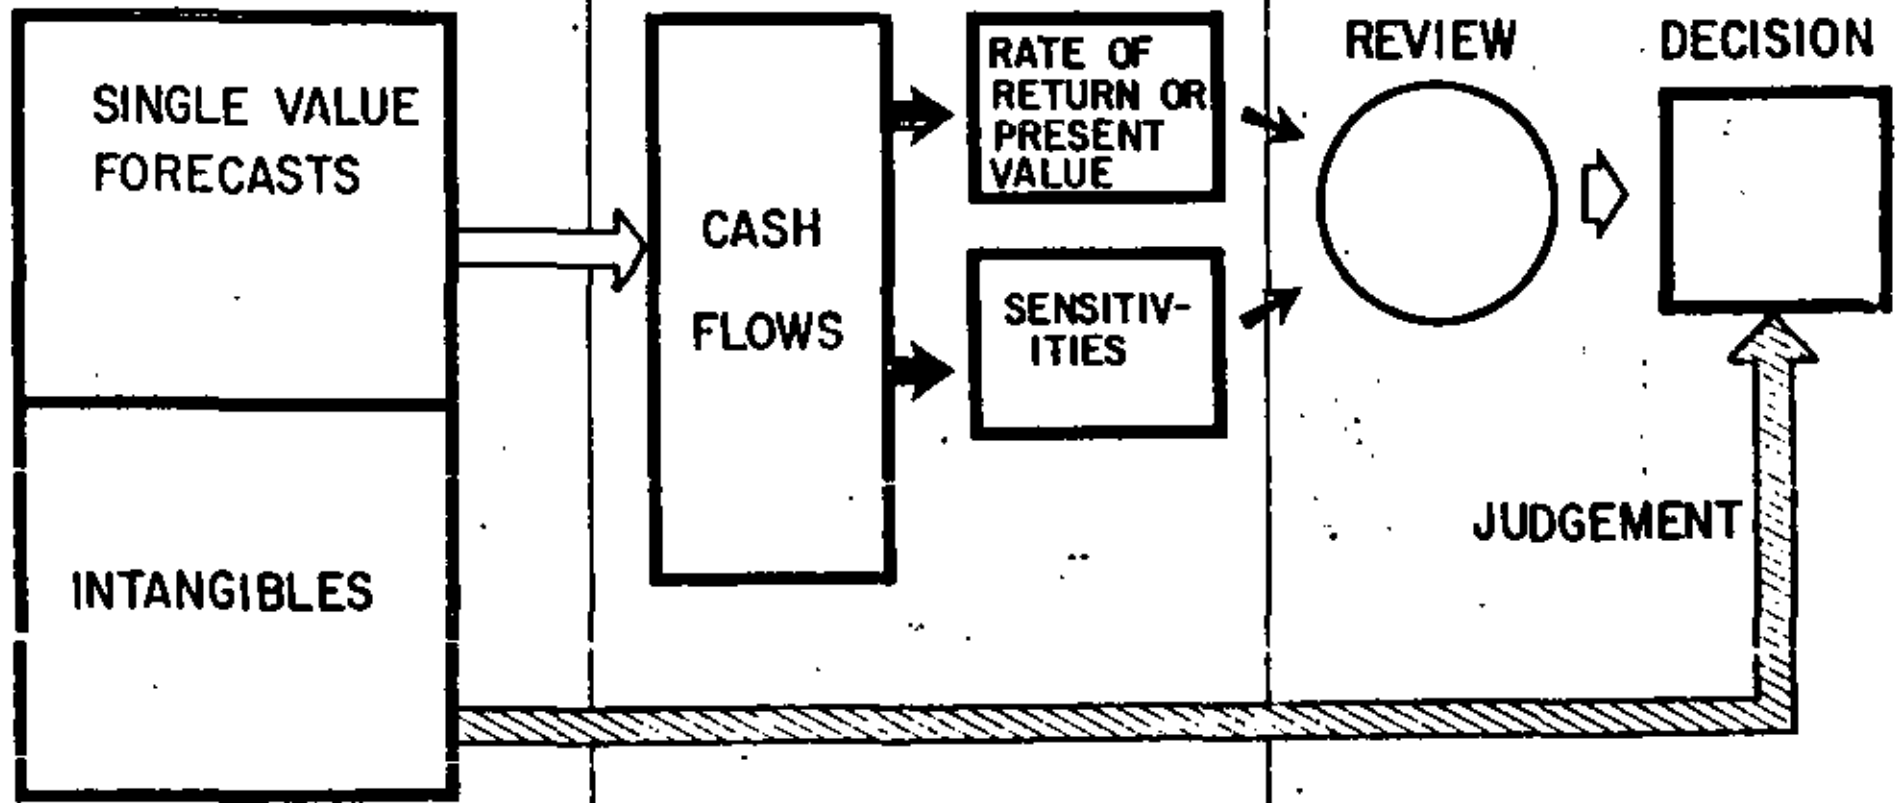 SINGLE VALUE
FORECASTS
INTANGIBLES
CASH
FLOWS
RATE OF
RETURN OR
PRESENT
VALUE
SENSITIV-
ITIES
REVIEW
DECISION
JUDGEMENT